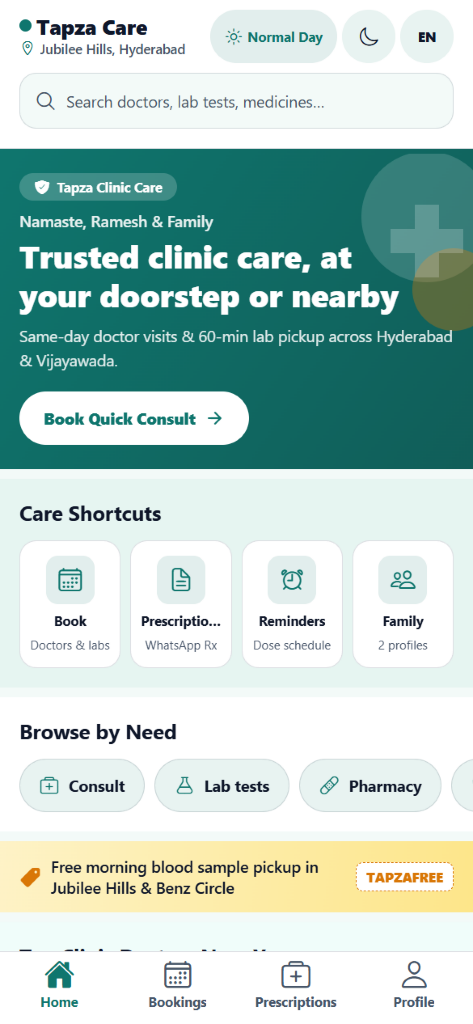 Tapza Care
Jubilee Hills, Hyderabad
Normal Day
EN
Search doctors, lab tests, medicines...
Tapza Clinic Care
Namaste, Ramesh & Family
Trusted clinic care, at
your doorstep or nearby
Same-day doctor visits & 60-min lab pickup across Hyderabad
& Vijayawada.
Book Quick Consult
Care Shortcuts
Book
Doctors & labs
Prescriptio...
WhatsApp Rx
Reminders
Dose schedule
Family
2 profiles
Browse by Need
Consult
Lab tests
Pharmacy
Free morning blood sample pickup in
Jubilee Hills & Benz Circle
TAPZAFREE
Home
Bookings
Prescriptions
Profile